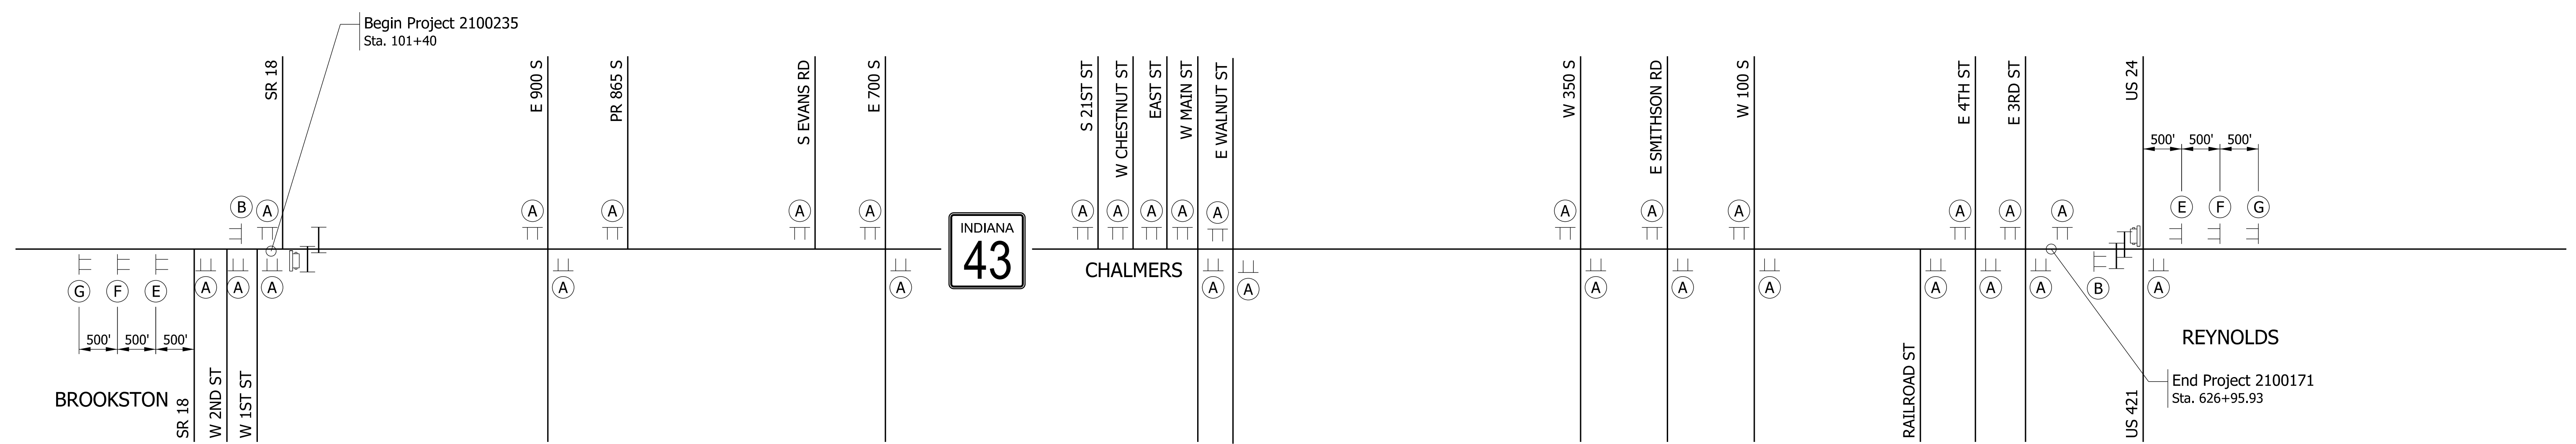 Begin Project 2100235
Sta. 101+40
SR 18
E 900 S
PR 865 S
S EVANS RD
E 700 S
S 21ST ST
W CHESTNUT ST
EAST ST
W MAIN ST
E WALNUT ST
W 350 S
E SMITHSON RD
W 100 S
E 4TH ST
E 3RD ST
US 24
500' 500' 500'
B A A A A A A A A A A A A A A A A E F G
INDIANA
43
CHALMERS
G F E A A A A A A A A A A A A A B A
500' 500' 500'
BROOKSTON
SR 18
W 2ND ST
W 1ST ST
RAILROAD ST
US 421
REYNOLDS
End Project 2100171
Sta. 626+95.93